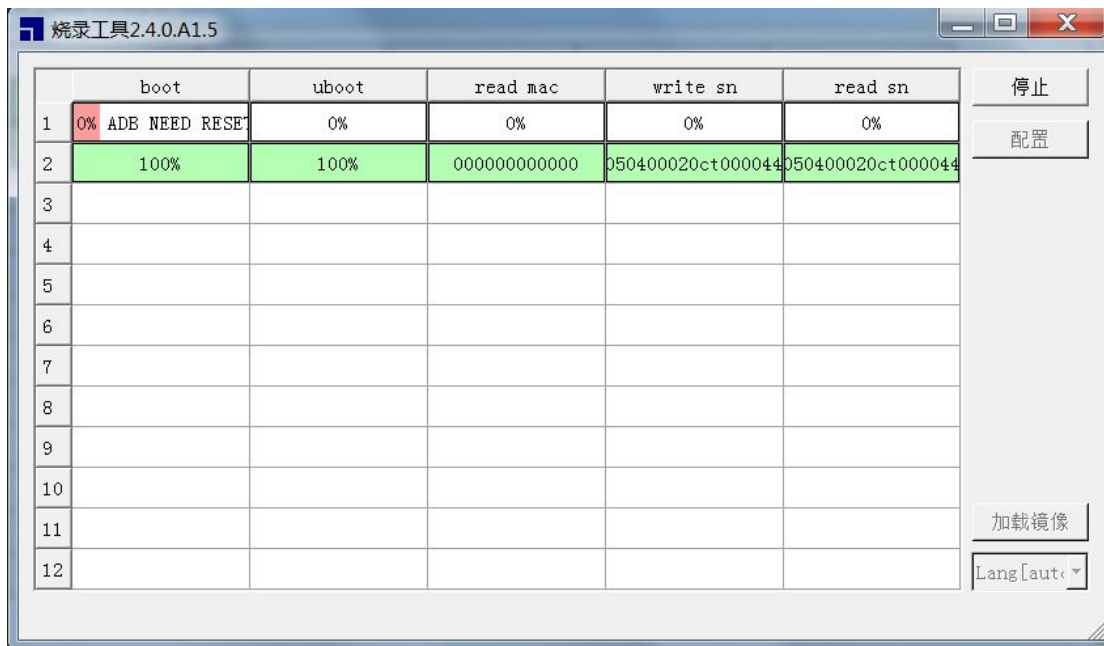 烧录工具2.4.0.A1.5
boot uboot read mac write sn read sn
停止
1 0% ADB NEED RESET 0% 0% 0% 0%
配置
2 100% 100% 000000000000 050400020ct000044 050400020ct000044
3
4
5
6
7
8
9
10
11
加载镜像
12
Lang[aut